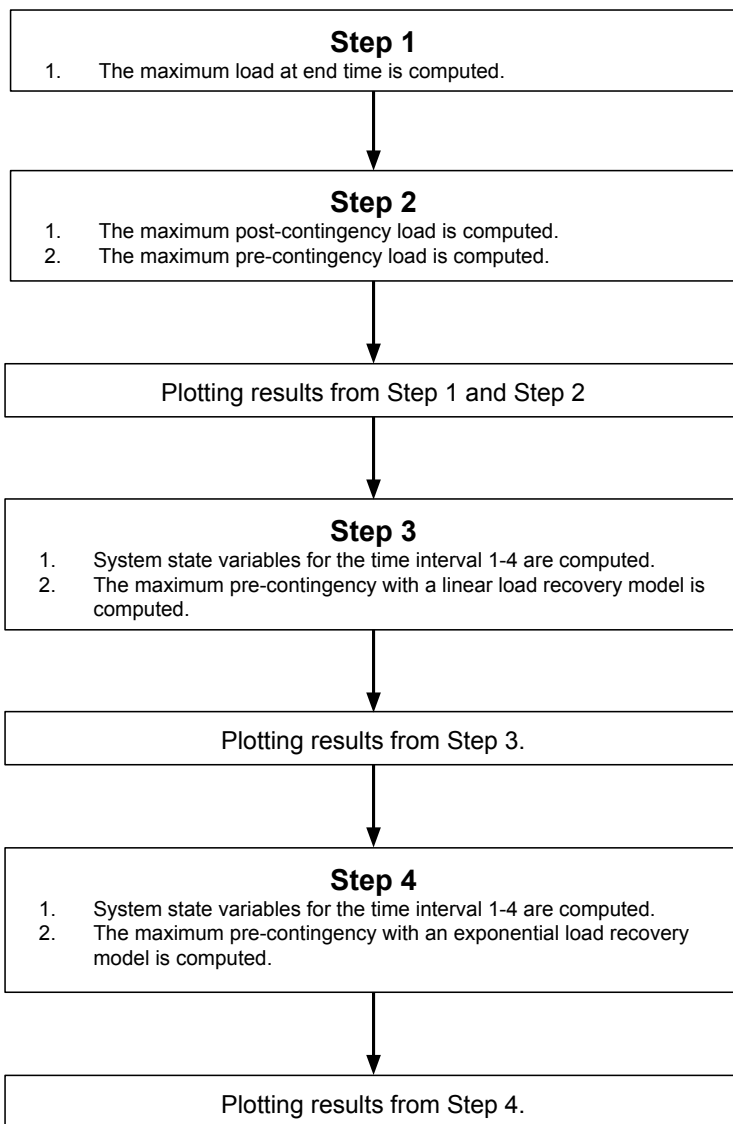 Step 1
1. The maximum load at end time is computed.
Step 2
1. The maximum post-contingency load is computed.
2. The maximum pre-contingency load is computed.
Plotting results from Step 1 and Step 2
Step 3
1. System state variables for the time interval 1-4 are computed.
2. The maximum pre-contingency with a linear load recovery model is
computed.
Plotting results from Step 3.
Step 4
1. System state variables for the time interval 1-4 are computed.
2. The maximum pre-contingency with an exponential load recovery
model is computed.
Plotting results from Step 4.